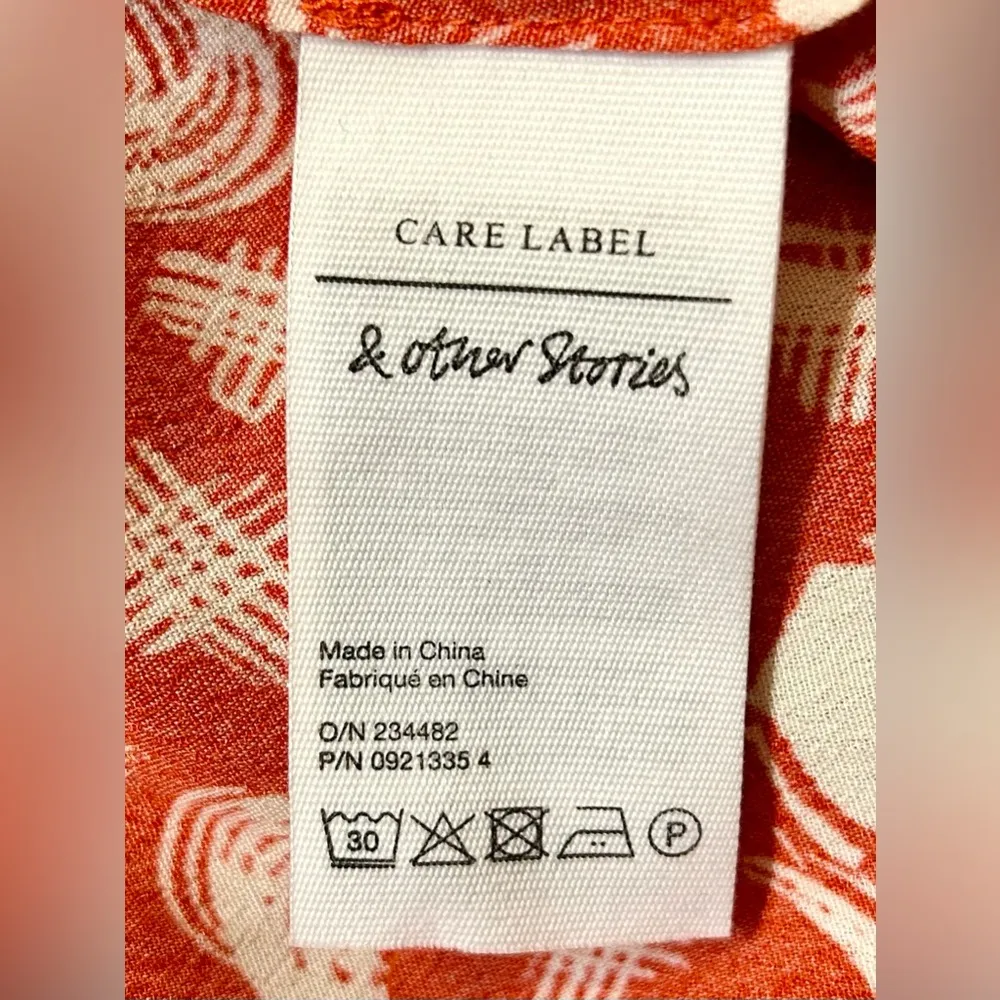 CARE LABEL
& other Stories
Made in China
Fabriqué en Chine
O/N 234482
P/N 0921335 4
30
P